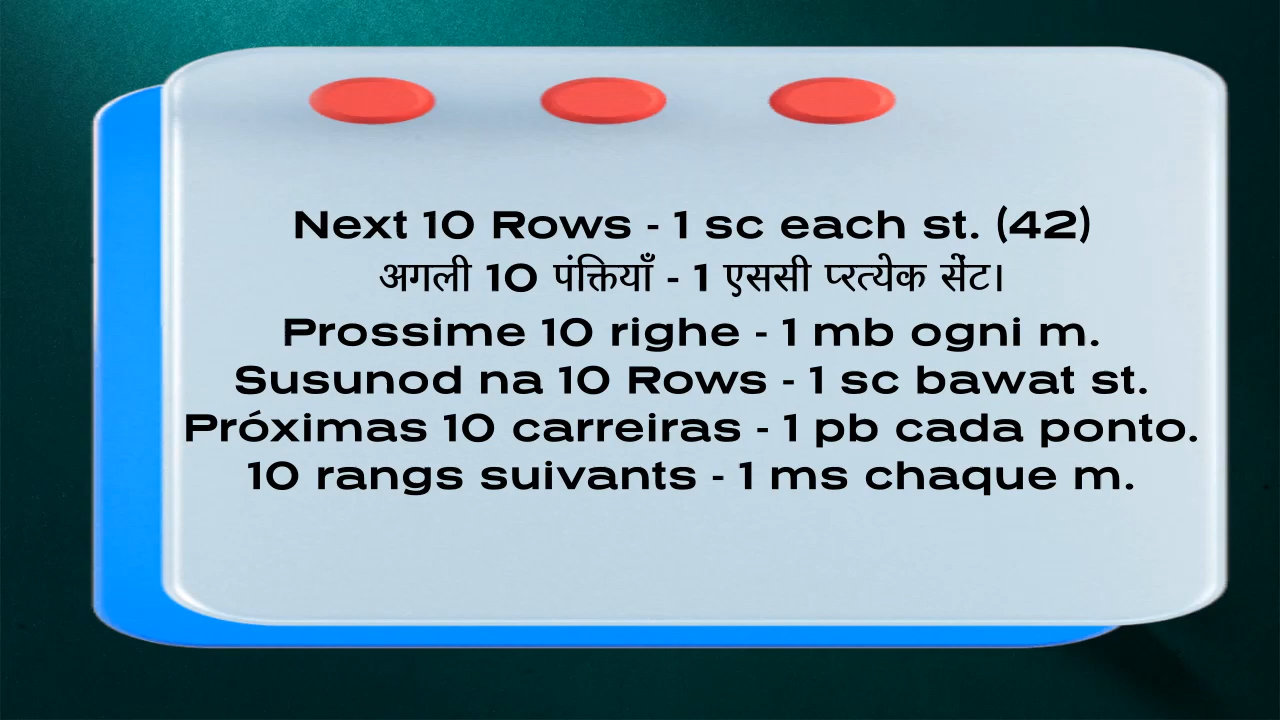 Next 10 Rows - 1 sc each st. (42)
अगली 10 पंक्तियाँ - 1 एससी प्रत्येक सेंट।
Prossime 10 righe - 1 mb ogni m.
Susunod na 10 Rows - 1 sc bawat st.
Próximas 10 carreiras - 1 pb cada ponto.
10 rangs suivants - 1 ms chaque m.